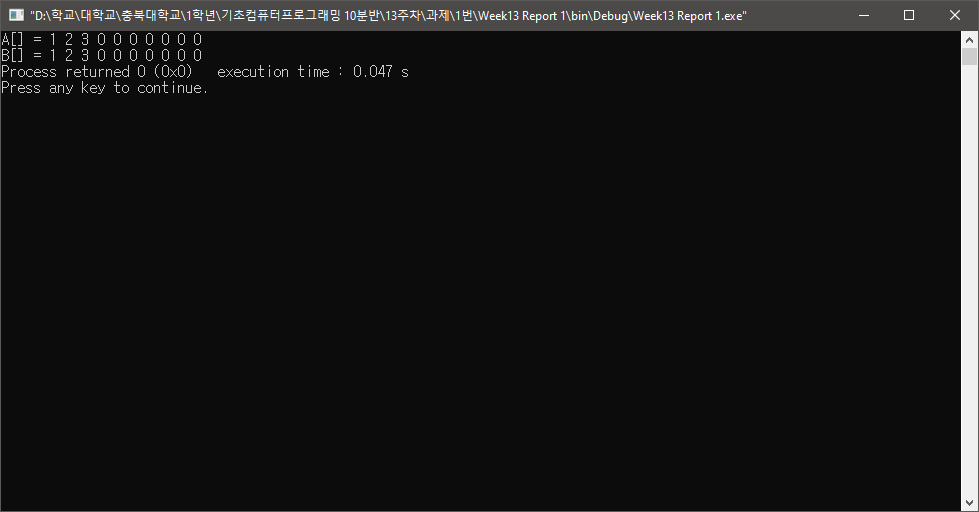 "D:\학교\대학교\충북대학교\1학년\기초컴퓨터프로그래밍 10분반\13주차\과제\1번\Week13 Report 1\bin\Debug\Week13 Report 1.exe"
A[] = 1 2 3 0 0 0 0 0 0 0
B[] = 1 2 3 0 0 0 0 0 0 0
Process returned 0 (0x0)   execution time : 0.047 s
Press any key to continue.